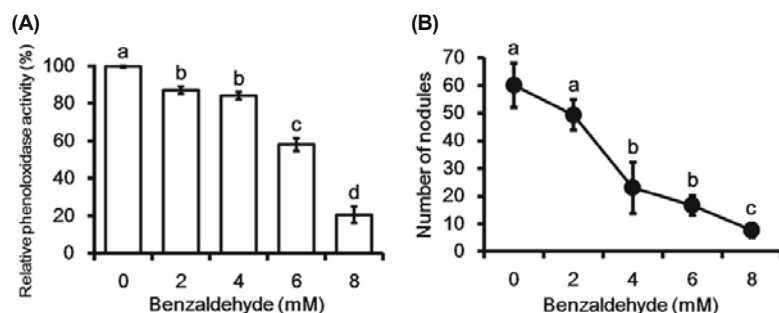 (A)
Relative phenoloxidase activity (%)
100
80
60
40
20
0
a
b
b
c
d
0 2 4 6 8
Benzaldehyde (mM)
(B)
Number of nodules
70
60
50
40
30
20
10
0
a
a
b
b
c
0 2 4 6 8
Benzaldehyde (mM)